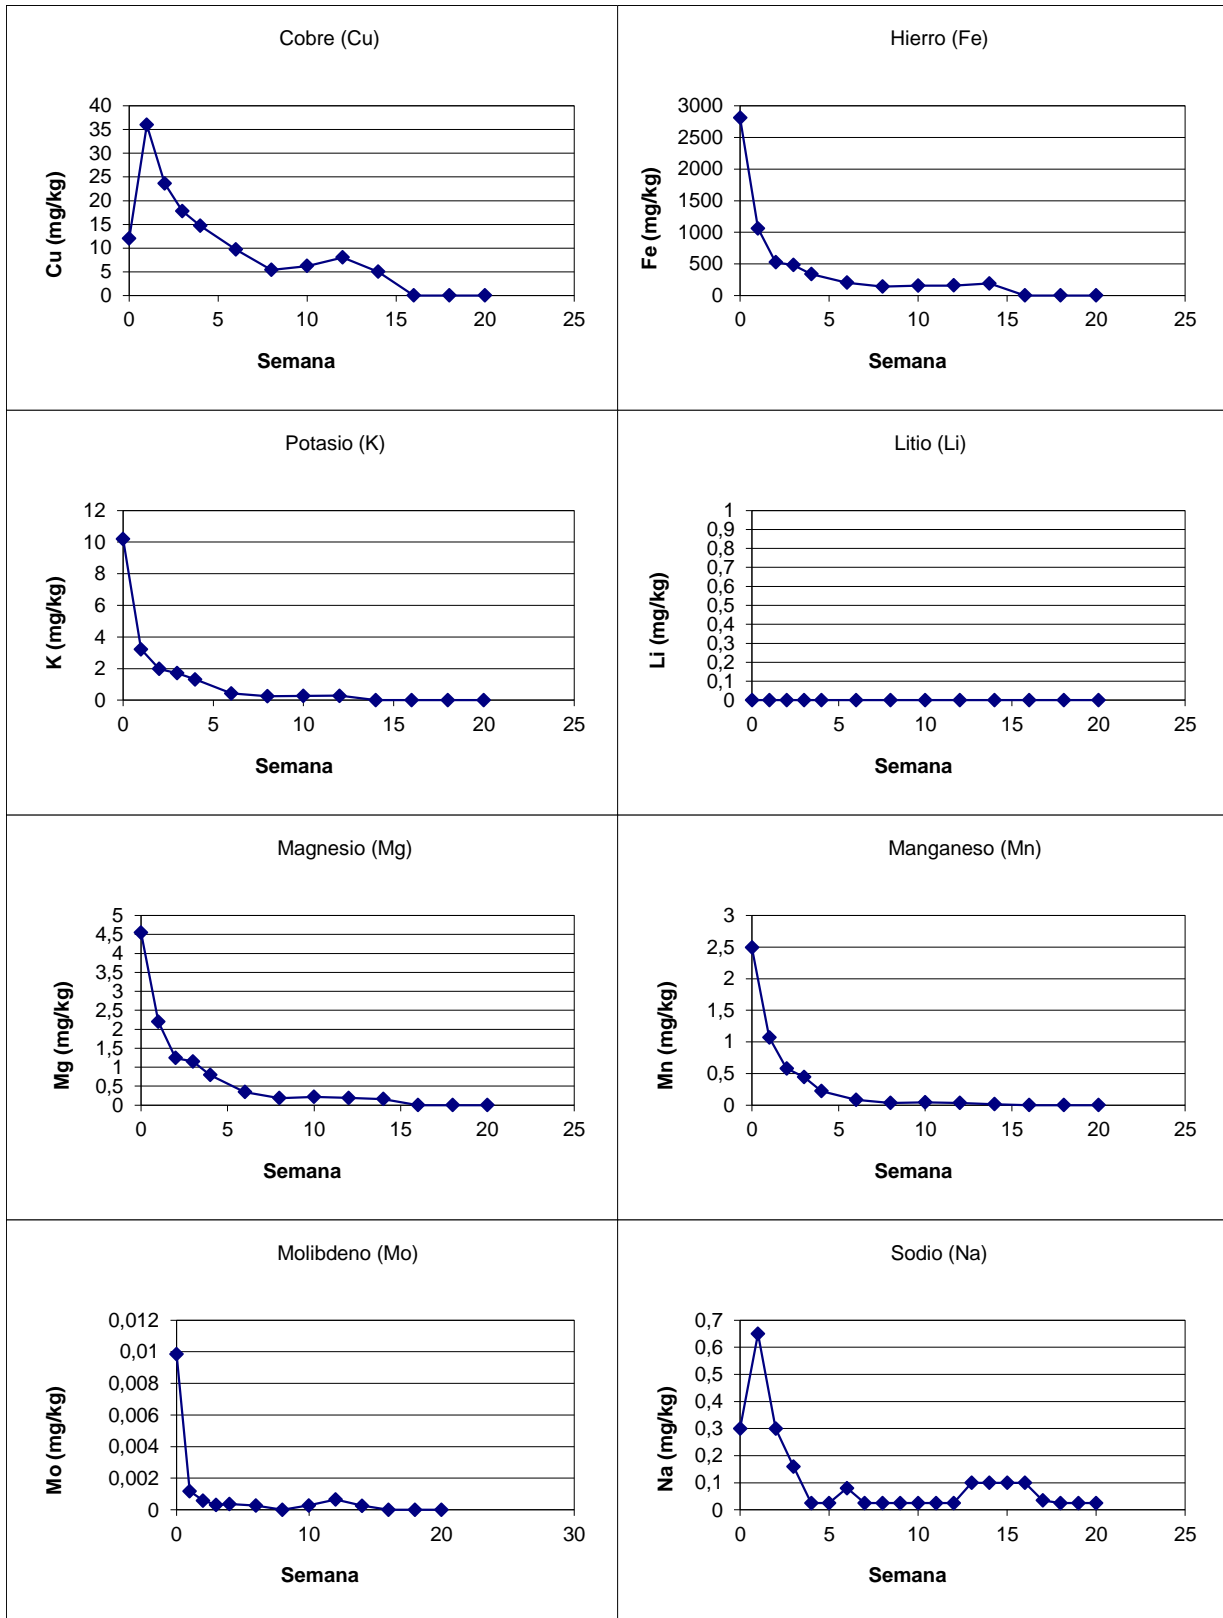 Cobre (Cu)
40
35
30
25
20
15
10
5
0
0 5 10 15 20 25
Cu (mg/kg)
Semana
Hierro (Fe)
3000
2500
2000
1500
1000
500
0
0 5 10 15 20 25
Fe (mg/kg)
Semana
Potasio (K)
12
10
8
6
4
2
0
0 5 10 15 20 25
K (mg/kg)
Semana
Litio (Li)
1
0,9
0,8
0,7
0,6
0,5
0,4
0,3
0,2
0,1
0
0 5 10 15 20 25
Li (mg/kg)
Semana
Magnesio (Mg)
5
4,5
4
3,5
3
2,5
2
1,5
1
0,5
0
0 5 10 15 20 25
Mg (mg/kg)
Semana
Manganeso (Mn)
3
2,5
2
1,5
1
0,5
0
0 5 10 15 20 25
Mn (mg/kg)
Semana
Molibdeno (Mo)
0,012
0,01
0,008
0,006
0,004
0,002
0
0 10 20 30
Mo (mg/kg)
Semana
Sodio (Na)
0,7
0,6
0,5
0,4
0,3
0,2
0,1
0
0 5 10 15 20 25
Na (mg/kg)
Semana